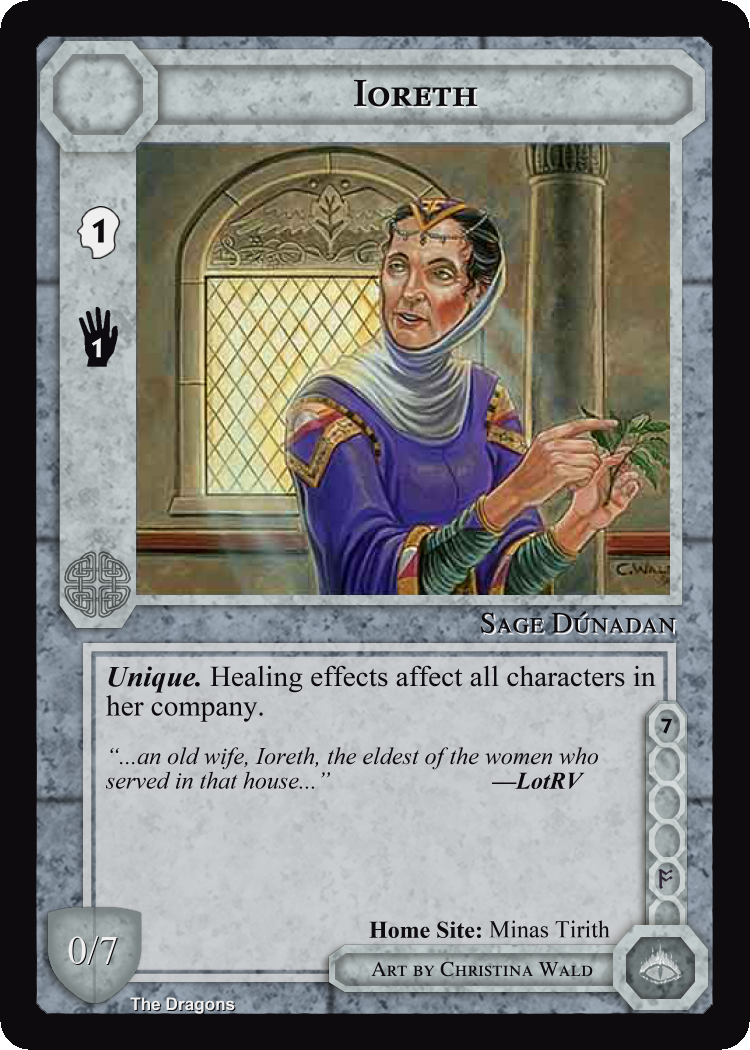 Ioreth
1
1
C. Wal
Sage Dúnadan
Unique. Healing effects affect all characters in
her company.
"...an old wife, Ioreth, the eldest of the women who
served in that house..." —LotRV
7
Home Site: Minas Tirith
0/7
Art by Christina Wald
The Dragons